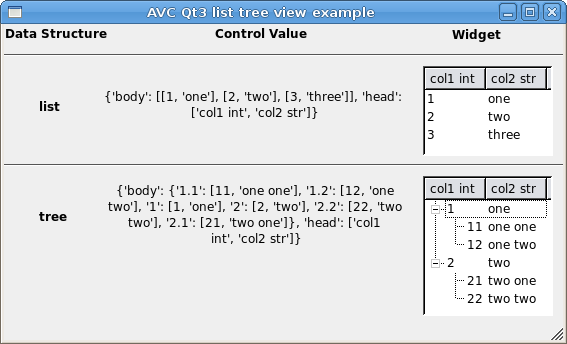 AVC Qt3 list tree view example
Data Structure Control Value Widget
list
{'body': [[1, 'one'], [2, 'two'], [3, 'three']], 'head':
['col1 int', 'col2 str']}
col1 int col2 str
1 one
2 two
3 three
tree
{'body': {'1.1': [11, 'one one'], '1.2': [12, 'one
two'], '1': [1, 'one'], '2': [2, 'two'], '2.2': [22, 'two
two'], '2.1': [21, 'two one']}, 'head': ['col1
int', 'col2 str']}
col1 int col2 str
1 one
11 one one
12 one two
2 two
21 two one
22 two two